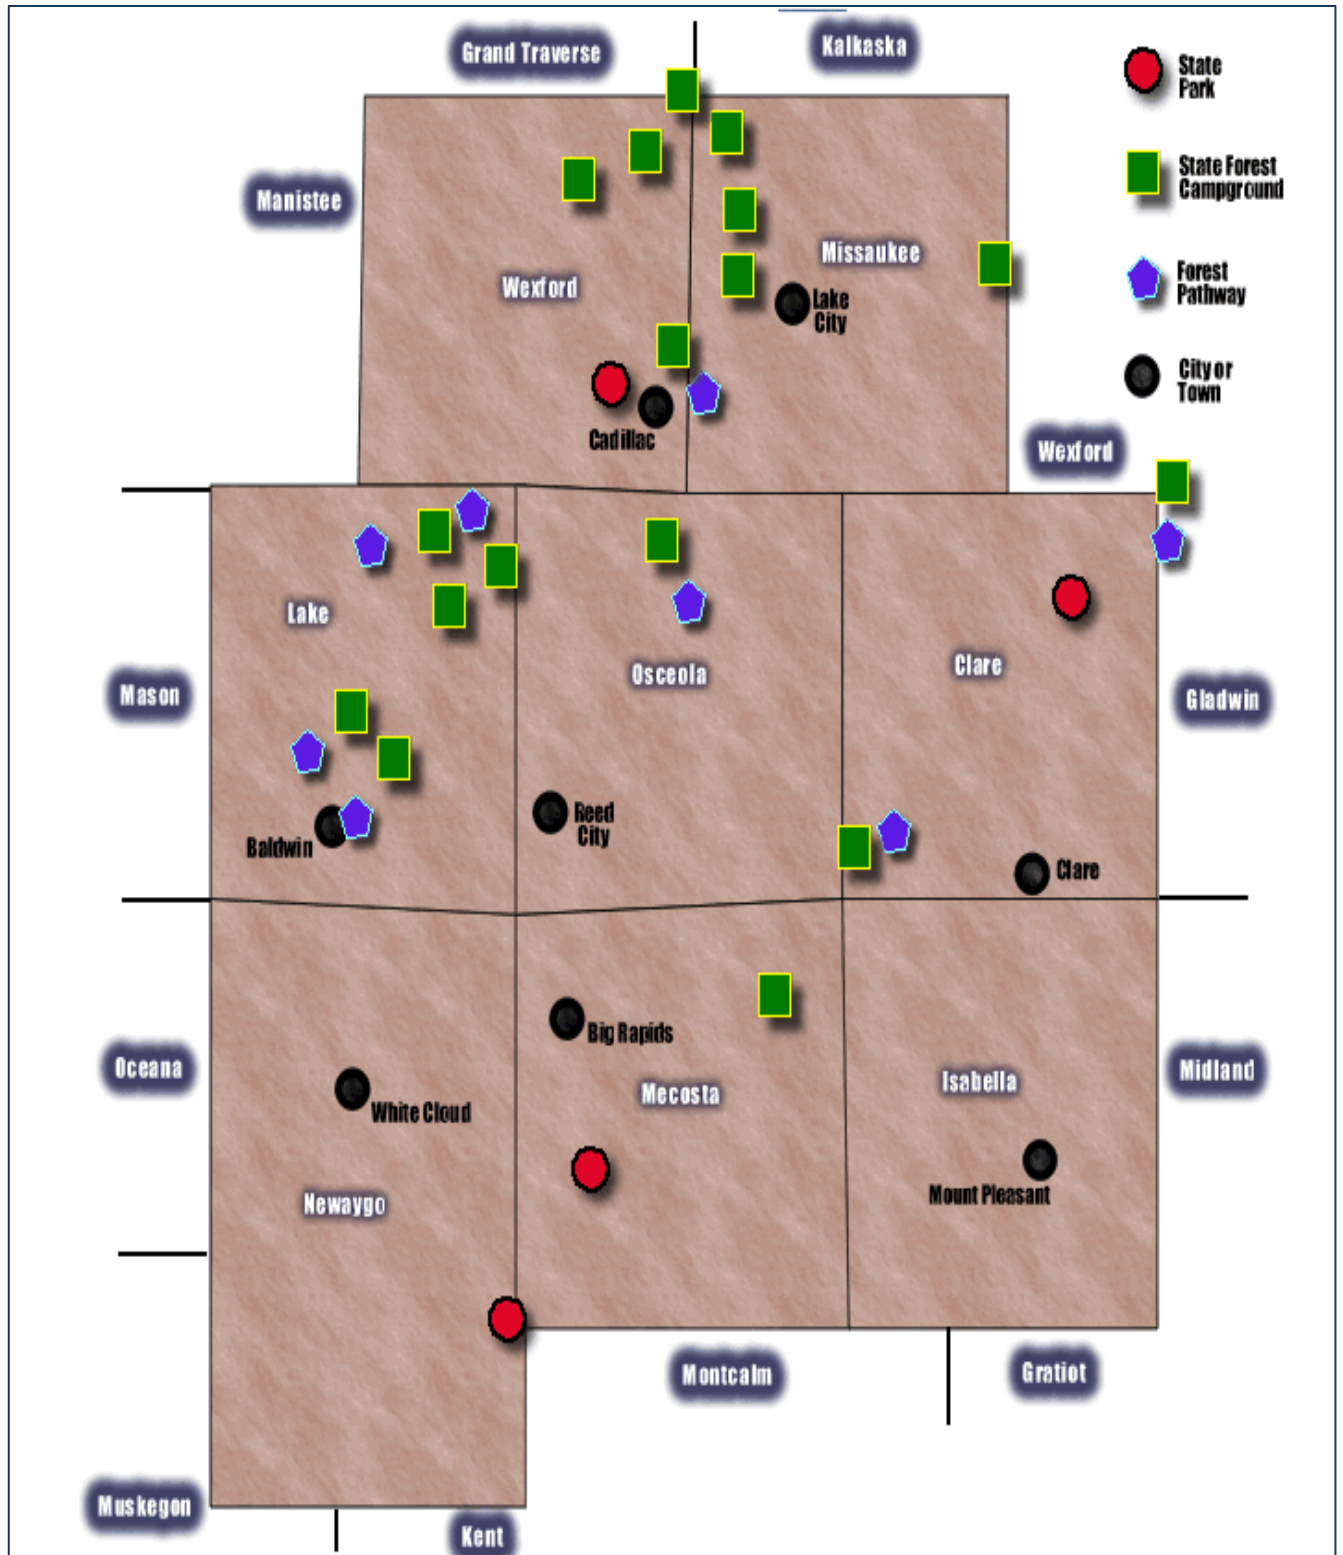 Grand Traverse
Kalkaska
State
Park
State Forest
Campground
Manistee
Missaukee
Forest
Pathway
Wexford
Lake
City
City or
Town
Cadillac
Wexford
Lake
Osceola
Clare
Mason
Gladwin
Reed
City
Baldwin
Clare
Big Rapids
Oceana
Mecosta
Isabella
Midland
White Cloud
Mount Pleasant
Newaygo
Montcalm
Gratiot
Muskegon
Kent